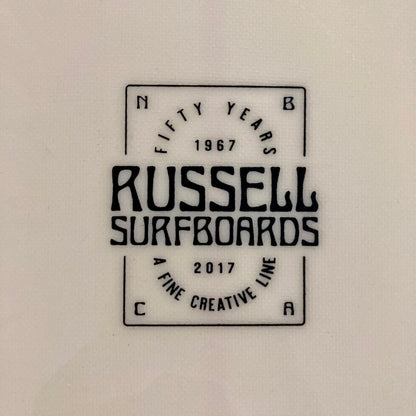 N B
FIFTY YEARS
1967
RUSSELL
SURFBOARDS
2017
A FINE CREATIVE LINE
C A